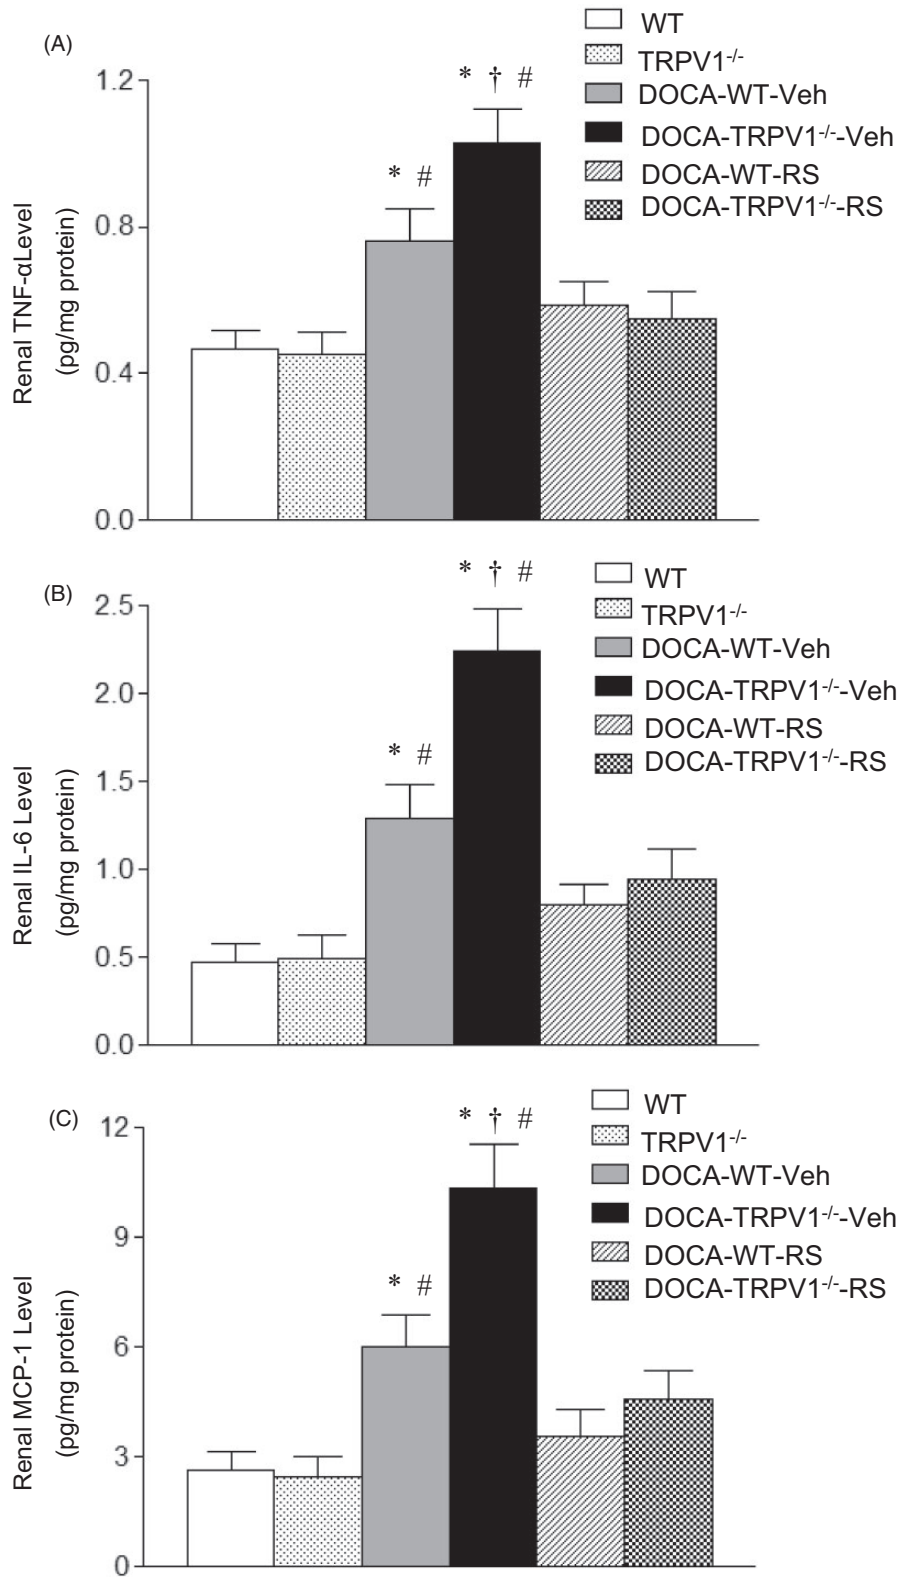 (A)
WT
TRPV1-/-
DOCA-WT-Veh
DOCA-TRPV1-/--Veh
DOCA-WT-RS
DOCA-TRPV1-/--RS
* † #
* #
1.2
0.8
0.4
0.0
Renal TNF-αLevel
(pg/mg protein)
(B)
WT
TRPV1-/-
DOCA-WT-Veh
DOCA-TRPV1-/--Veh
DOCA-WT-RS
DOCA-TRPV1-/--RS
* † #
* #
2.5
2.0
1.5
1.0
0.5
0.0
Renal IL-6 Level
(pg/mg protein)
(C)
WT
TRPV1-/-
DOCA-WT-Veh
DOCA-TRPV1-/--Veh
DOCA-WT-RS
DOCA-TRPV1-/--RS
* † #
* #
12
9
6
3
0
Renal MCP-1 Level
(pg/mg protein)